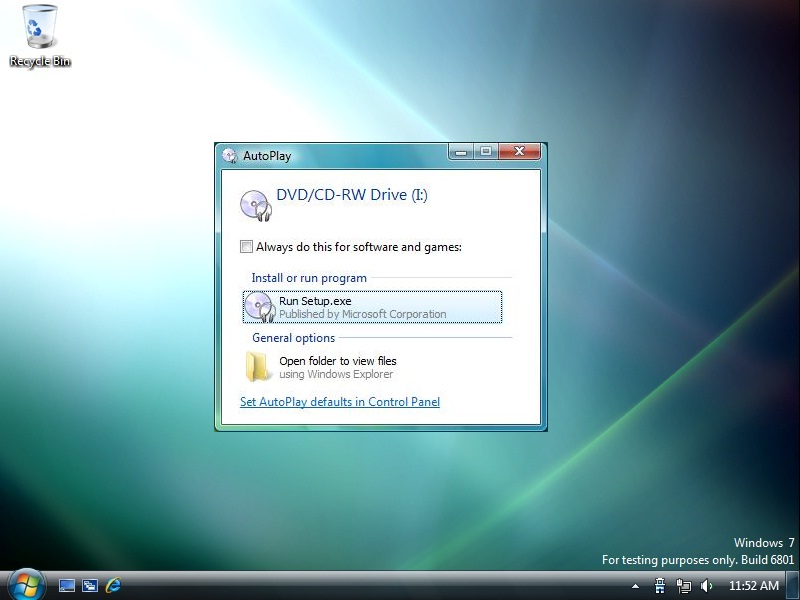 Recycle Bin
AutoPlay
DVD/CD-RW Drive (I:)
Always do this for software and games:
Install or run program
Run Setup.exe
Published by Microsoft Corporation
General options
Open folder to view files
using Windows Explorer
Set AutoPlay defaults in Control Panel
Windows 7
For testing purposes only. Build 6801
11:52 AM